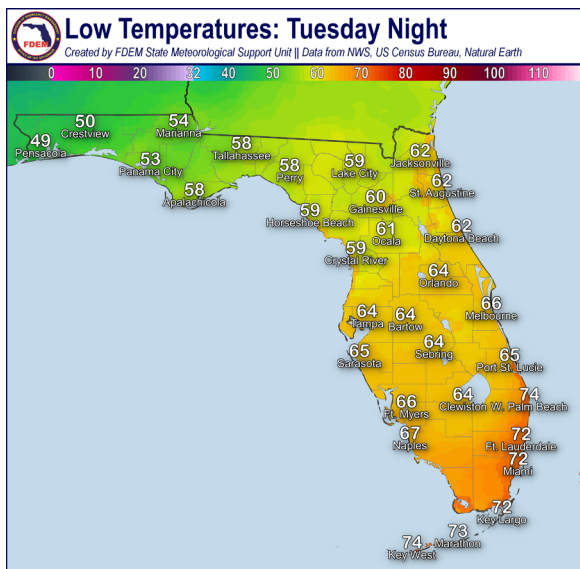 Low Temperatures: Tuesday Night
FDEM
Created by FDEM State Meteorological Support Unit || Data from NWS, US Census Bureau, Natural Earth
0 10 20 30 32 40 50 60 70 80 90 100 110
50
Crestview
54
Marianna
49
Pensacola
53
Panama City
58
Tallahassee
58
Perry
59
Lake City
62
Jacksonville
58
Apalachicola
62
St. Augustine
60
Gainesville
59
Horseshoe Beach
61
Ocala
62
Daytona Beach
59
Crystal River
64
Orlando
66
Melbourne
64
Tampa
64
Bartow
64
Sebring
65
Sarasota
65
Port St. Lucie
66
Ft. Myers
64
Clewiston
74
W. Palm Beach
67
Naples
72
Ft. Lauderdale
72
Miami
72
Key Largo
73
Marathon
74
Key West